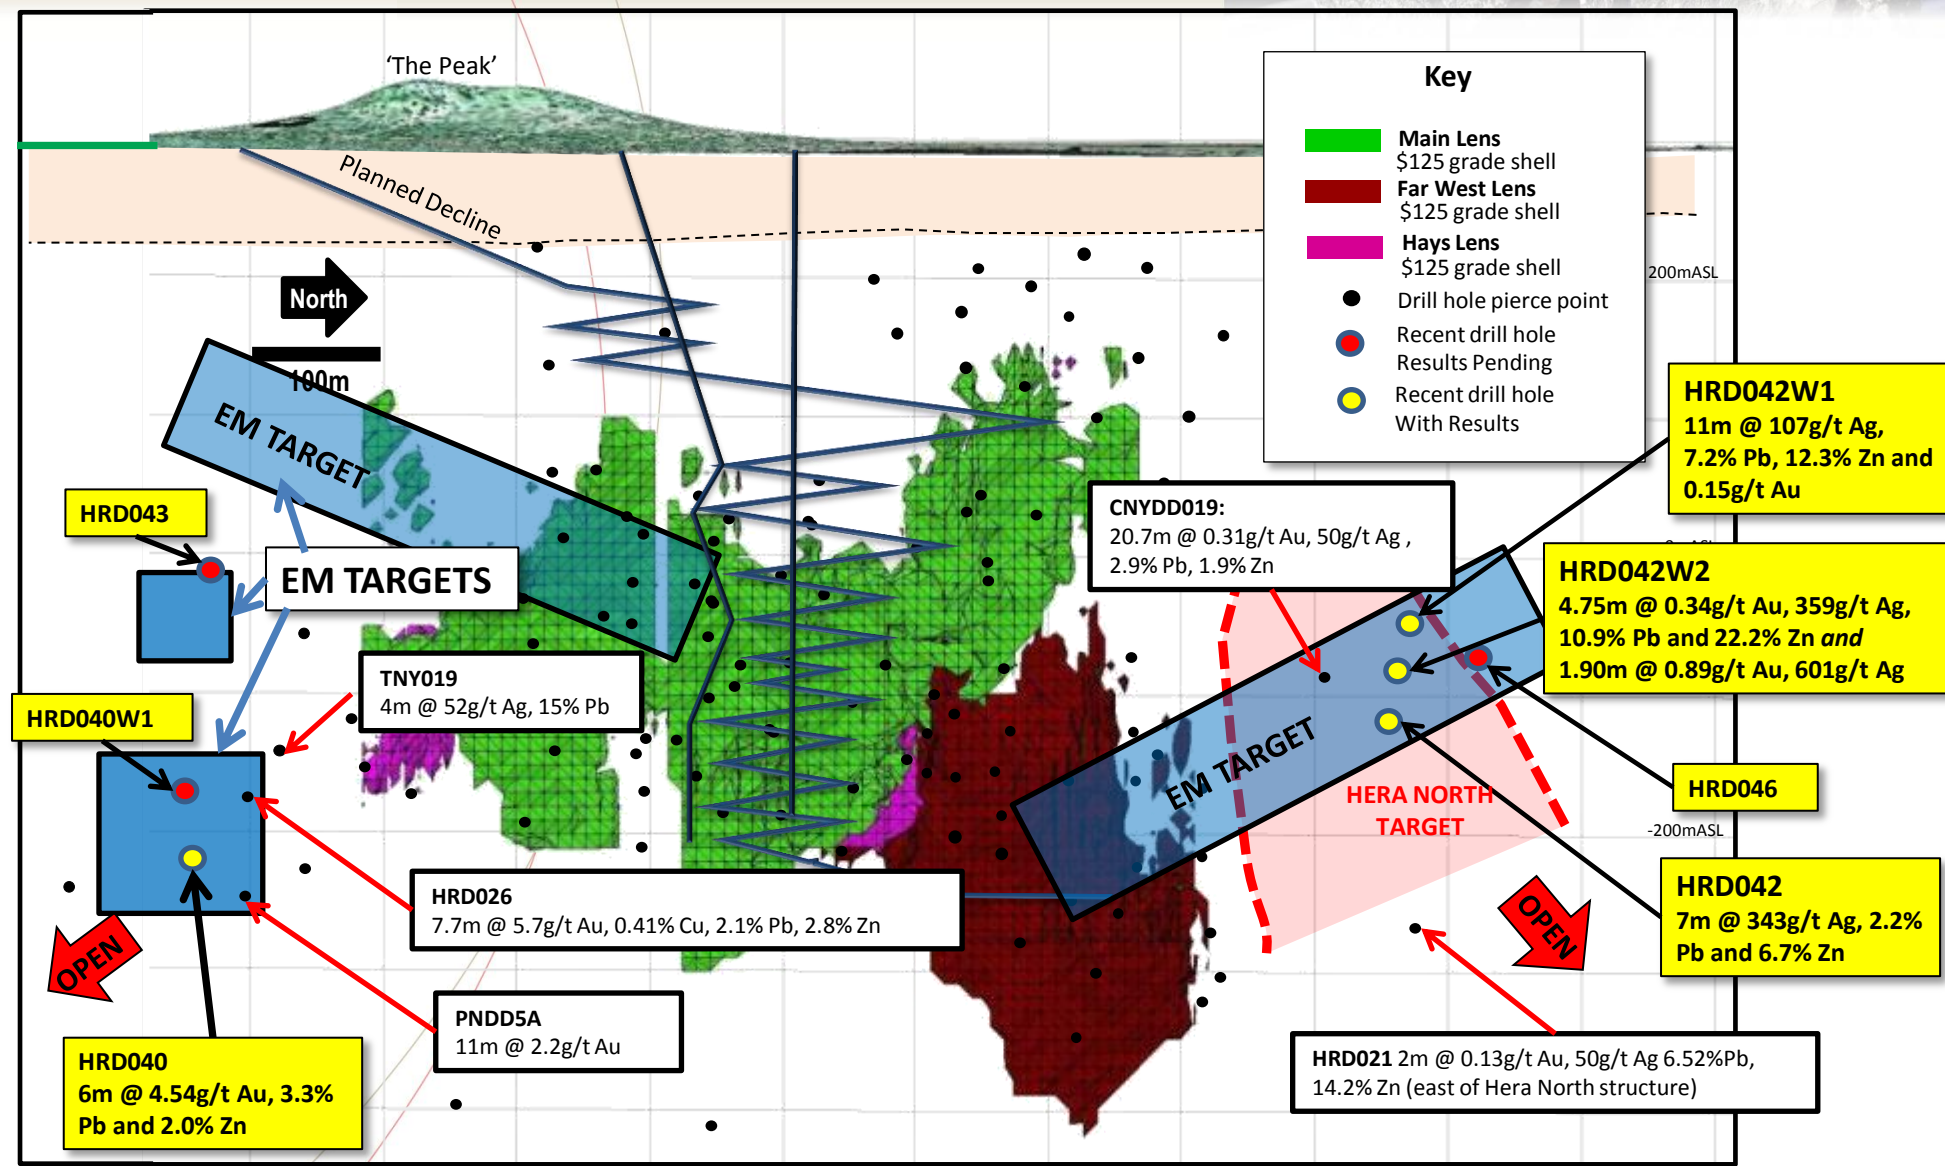 'The Peak'
Planned Decline
North
100m
Key
Main Lens
$125 grade shell
Far West Lens
$125 grade shell
Hays Lens
$125 grade shell
Drill hole pierce point
Recent drill hole
Results Pending
Recent drill hole
With Results
200mASL
-200mASL
EM TARGET
EM TARGETS
EM TARGET
HRD043
HRD040W1
TNY019
4m @ 52g/t Ag, 15% Pb
HRD026
7.7m @ 5.7g/t Au, 0.41% Cu, 2.1% Pb, 2.8% Zn
PNDD5A
11m @ 2.2g/t Au
HRD040
6m @ 4.54g/t Au, 3.3%
Pb and 2.0% Zn
OPEN
CNYDD019:
20.7m @ 0.31g/t Au, 50g/t Ag ,
2.9% Pb, 1.9% Zn
HRD042W1
11m @ 107g/t Ag,
7.2% Pb, 12.3% Zn and
0.15g/t Au
HRD042W2
4.75m @ 0.34g/t Au, 359g/t Ag,
10.9% Pb and 22.2% Zn and
1.90m @ 0.89g/t Au, 601g/t Ag
HRD046
HERA NORTH
TARGET
HRD042
7m @ 343g/t Ag, 2.2%
Pb and 6.7% Zn
OPEN
HRD021 2m @ 0.13g/t Au, 50g/t Ag 6.52%Pb,
14.2% Zn (east of Hera North structure)